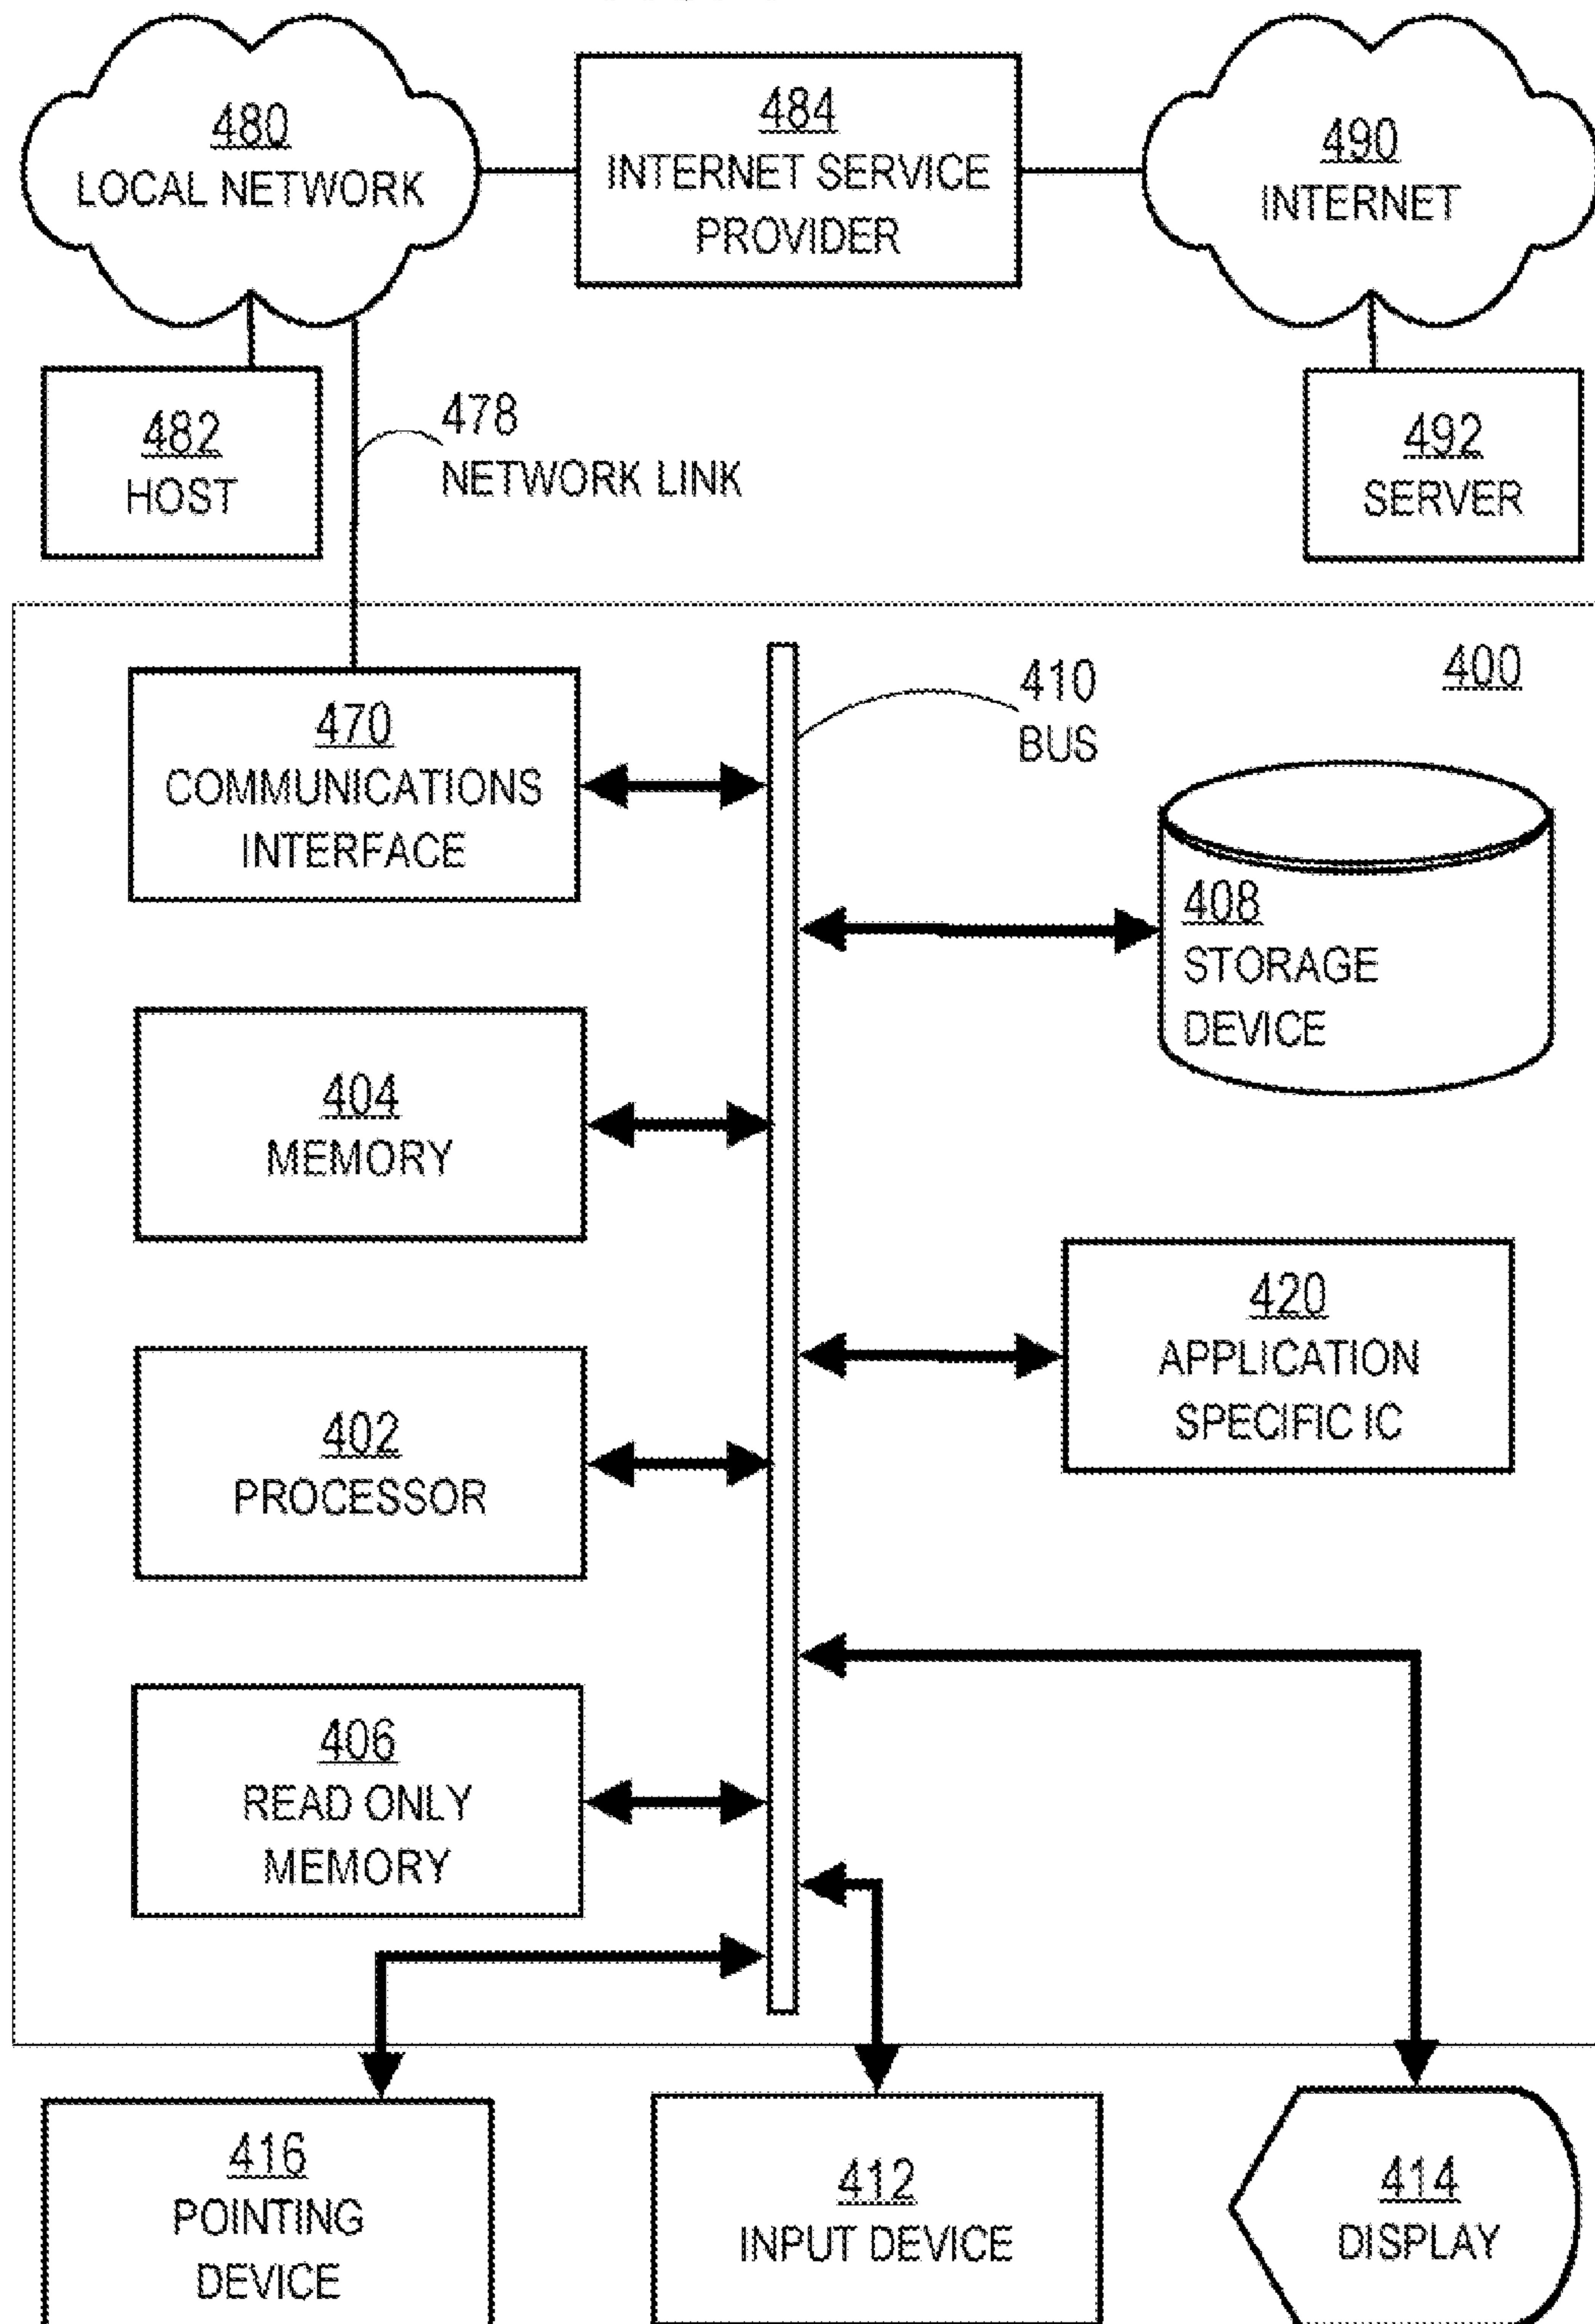 480
LOCAL NETWORK
484
INTERNET SERVICE
PROVIDER
490
INTERNET
482
HOST
478
NETWORK LINK
492
SERVER
400
410
BUS
470
COMMUNICATIONS
INTERFACE
408
STORAGE
DEVICE
404
MEMORY
420
APPLICATION
SPECIFIC IC
402
PROCESSOR
406
READ ONLY
MEMORY
416
POINTING
DEVICE
412
INPUT DEVICE
414
DISPLAY